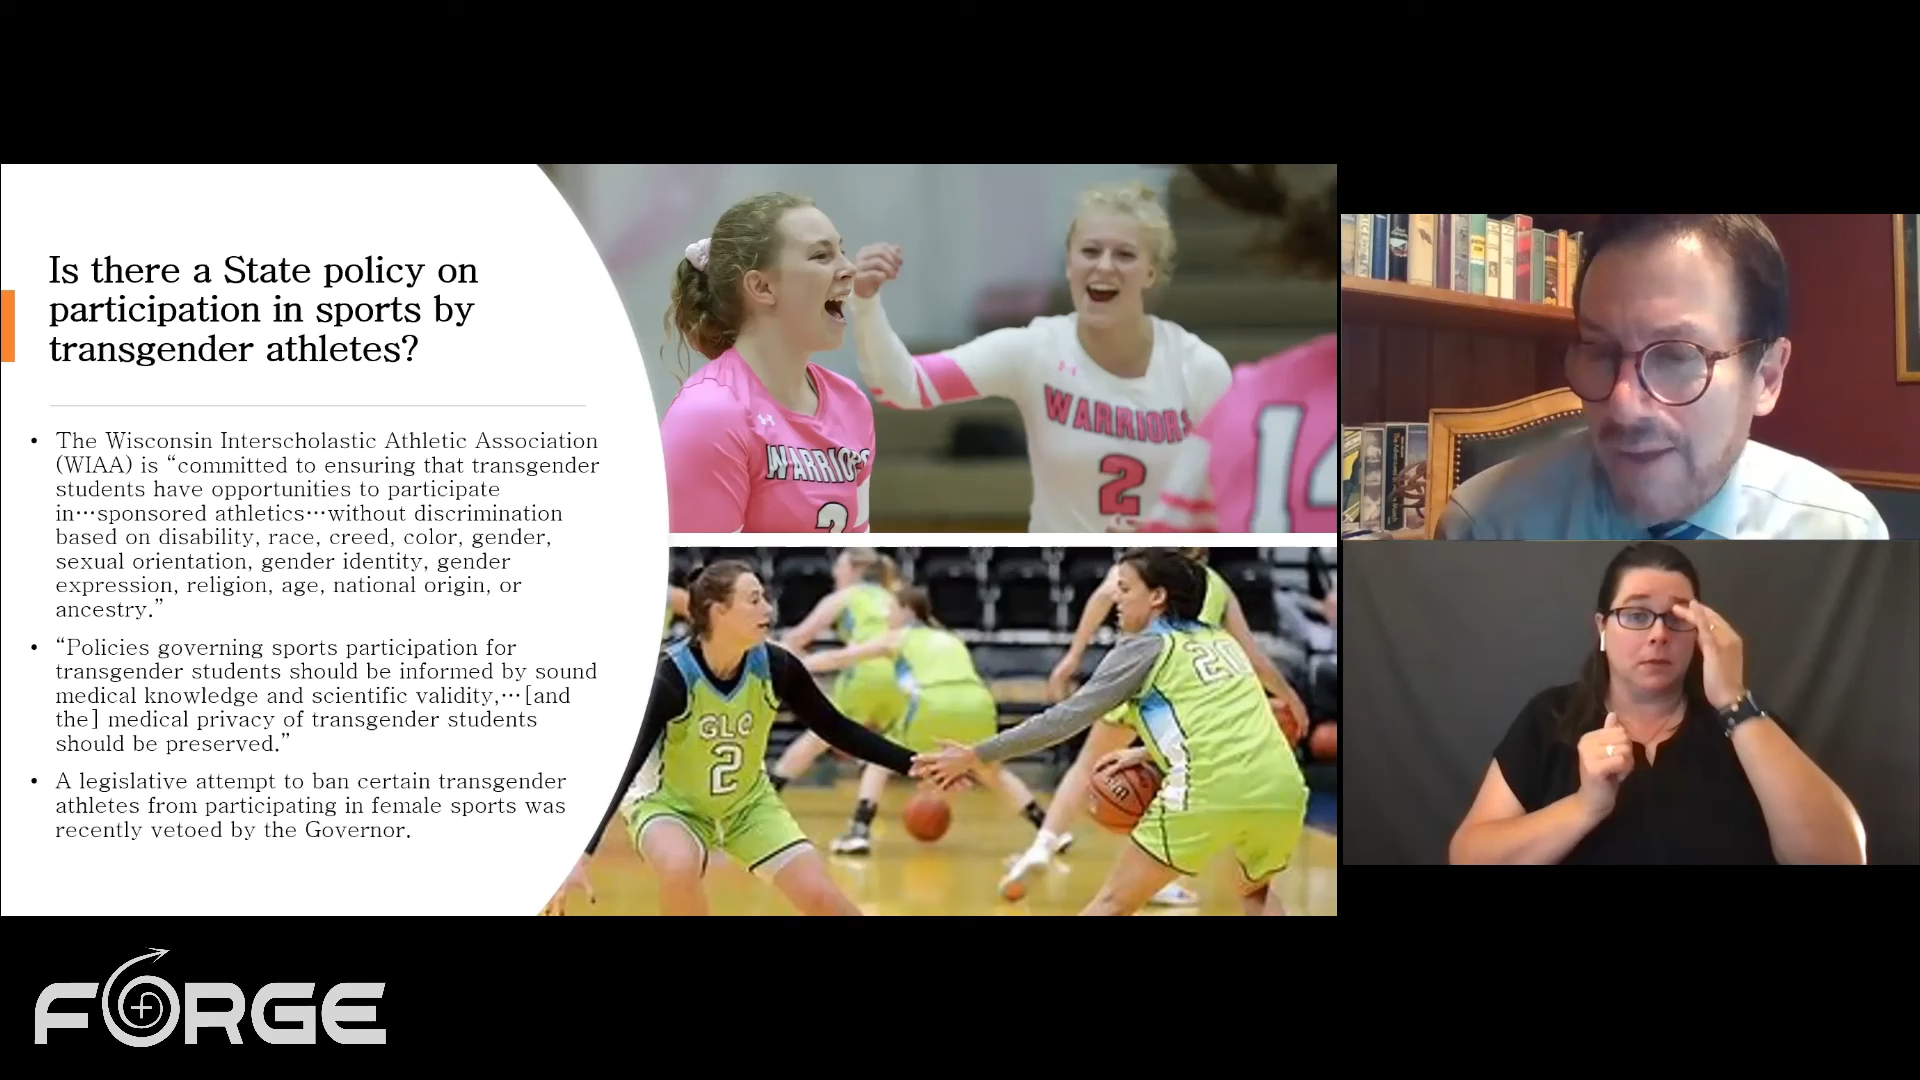 Is there a State policy on
participation in sports by
transgender athletes?
• The Wisconsin Interscholastic Athletic Association
(WIAA) is “committed to ensuring that transgender
students have opportunities to participate
in…sponsored athletics…without discrimination
based on disability, race, creed, color, gender,
sexual orientation, gender identity, gender
expression, religion, age, national origin, or
ancestry.”
• “Policies governing sports participation for
transgender students should be informed by sound
medical knowledge and scientific validity,…[and
the] medical privacy of transgender students
should be preserved.”
• A legislative attempt to ban certain transgender
athletes from participating in female sports was
recently vetoed by the Governor.
WARRIORS
2
WARRIORS
2
14
GLC
2
20
FORGE